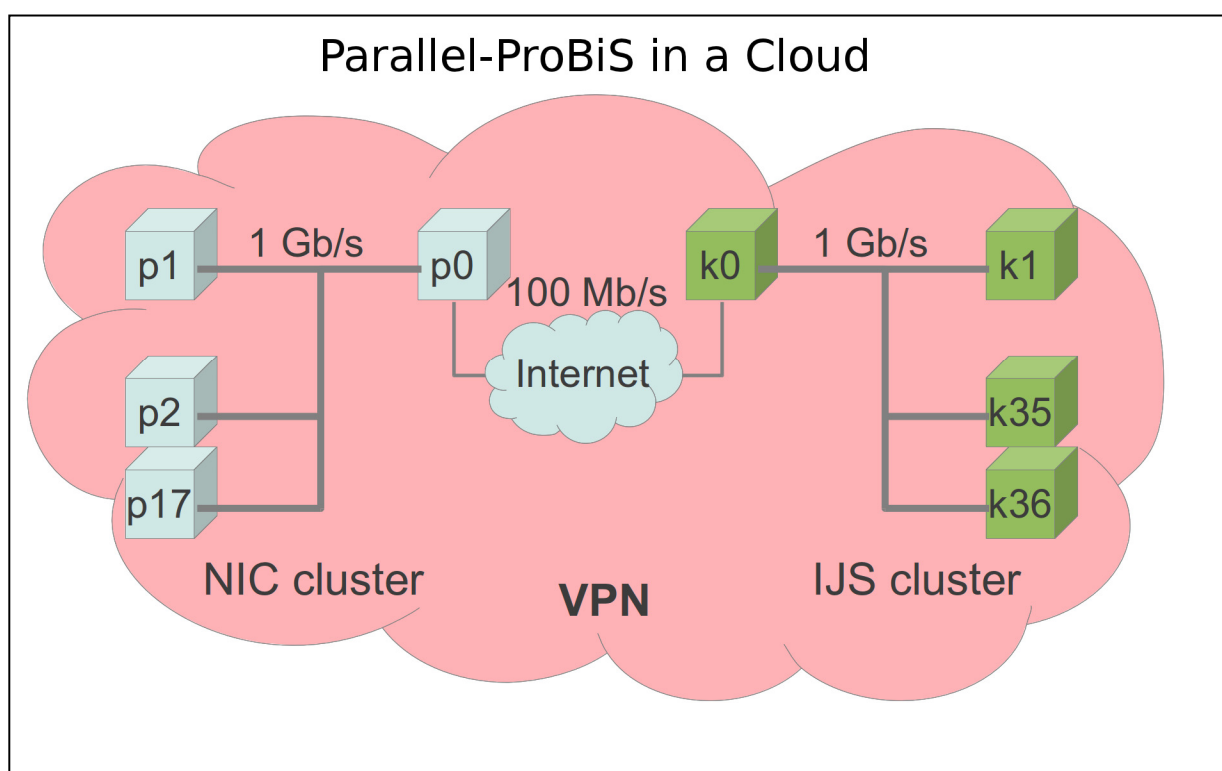 Parallel-ProBiS in a Cloud
p1
1 Gb/s
p0
k0
1 Gb/s
k1
100 Mb/s
Internet
p2
k35
p17
k36
NIC cluster
IJS cluster
VPN